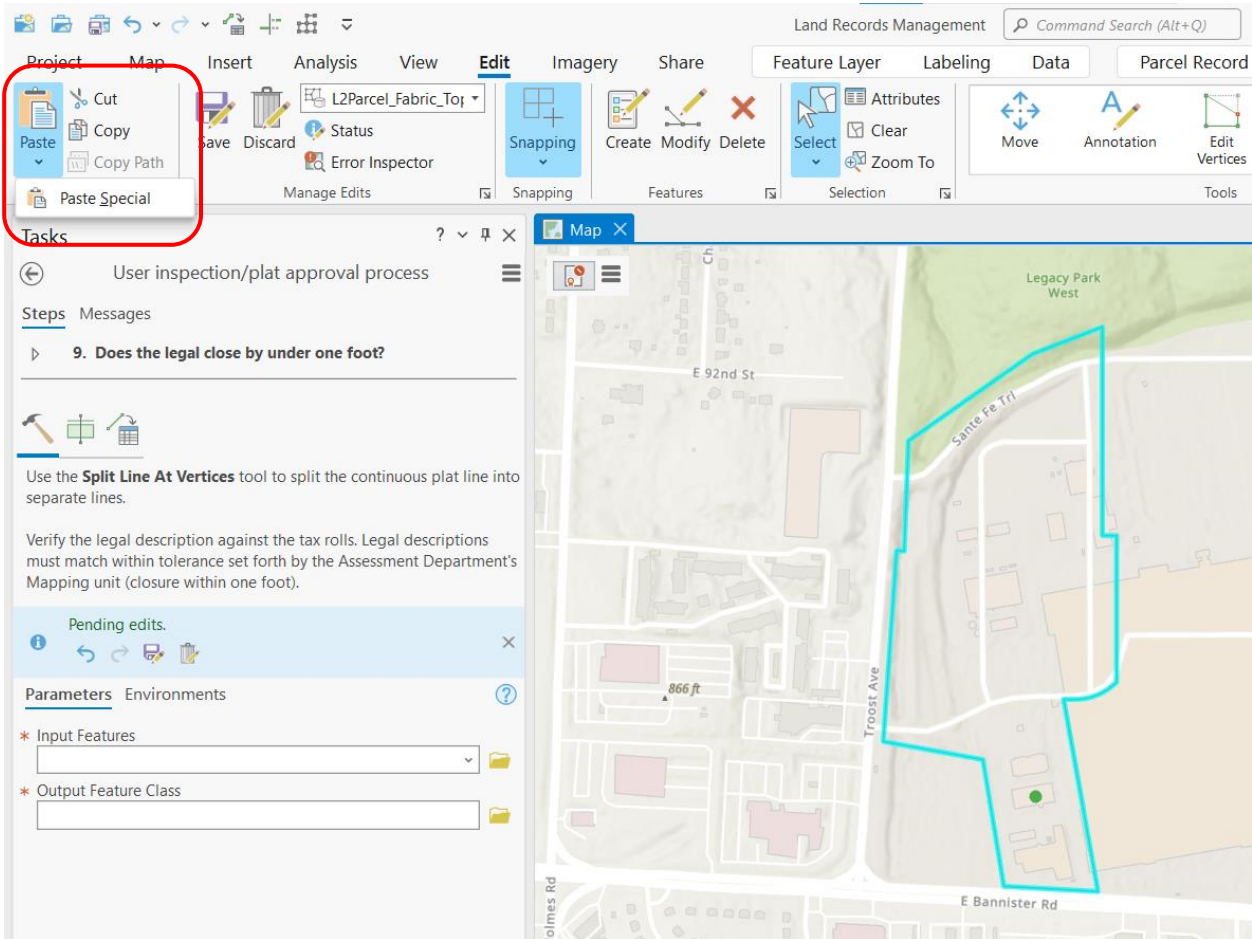 Land Records Management
Command Search (Alt+Q)
Project Map Insert Analysis View Edit Imagery Share Feature Layer Labeling Data Parcel Record
Paste
Cut
Copy
Copy Path
Paste Special
Save Discard
L2Parcel_Fabric_Top
Status
Error Inspector
Manage Edits
Snapping
Snapping
Create Modify Delete
Features
Select
Attributes
Clear
Zoom To
Selection
Move
Annotation
Edit
Vertices
Tools
Tasks
User inspection/plat approval process
Steps Messages
9. Does the legal close by under one foot?
Use the Split Line At Vertices tool to split the continuous plat line into
separate lines.
Verify the legal description against the tax rolls. Legal descriptions
must match within tolerance set forth by the Assessment Department's
Mapping unit (closure within one foot).
Pending edits.
Parameters Environments
* Input Features
* Output Feature Class
Map
Ch
Legacy Park
West
E 92nd St
Sante Fe Trl
866 ft
Troost Ave
olmes Rd
E Bannister Rd